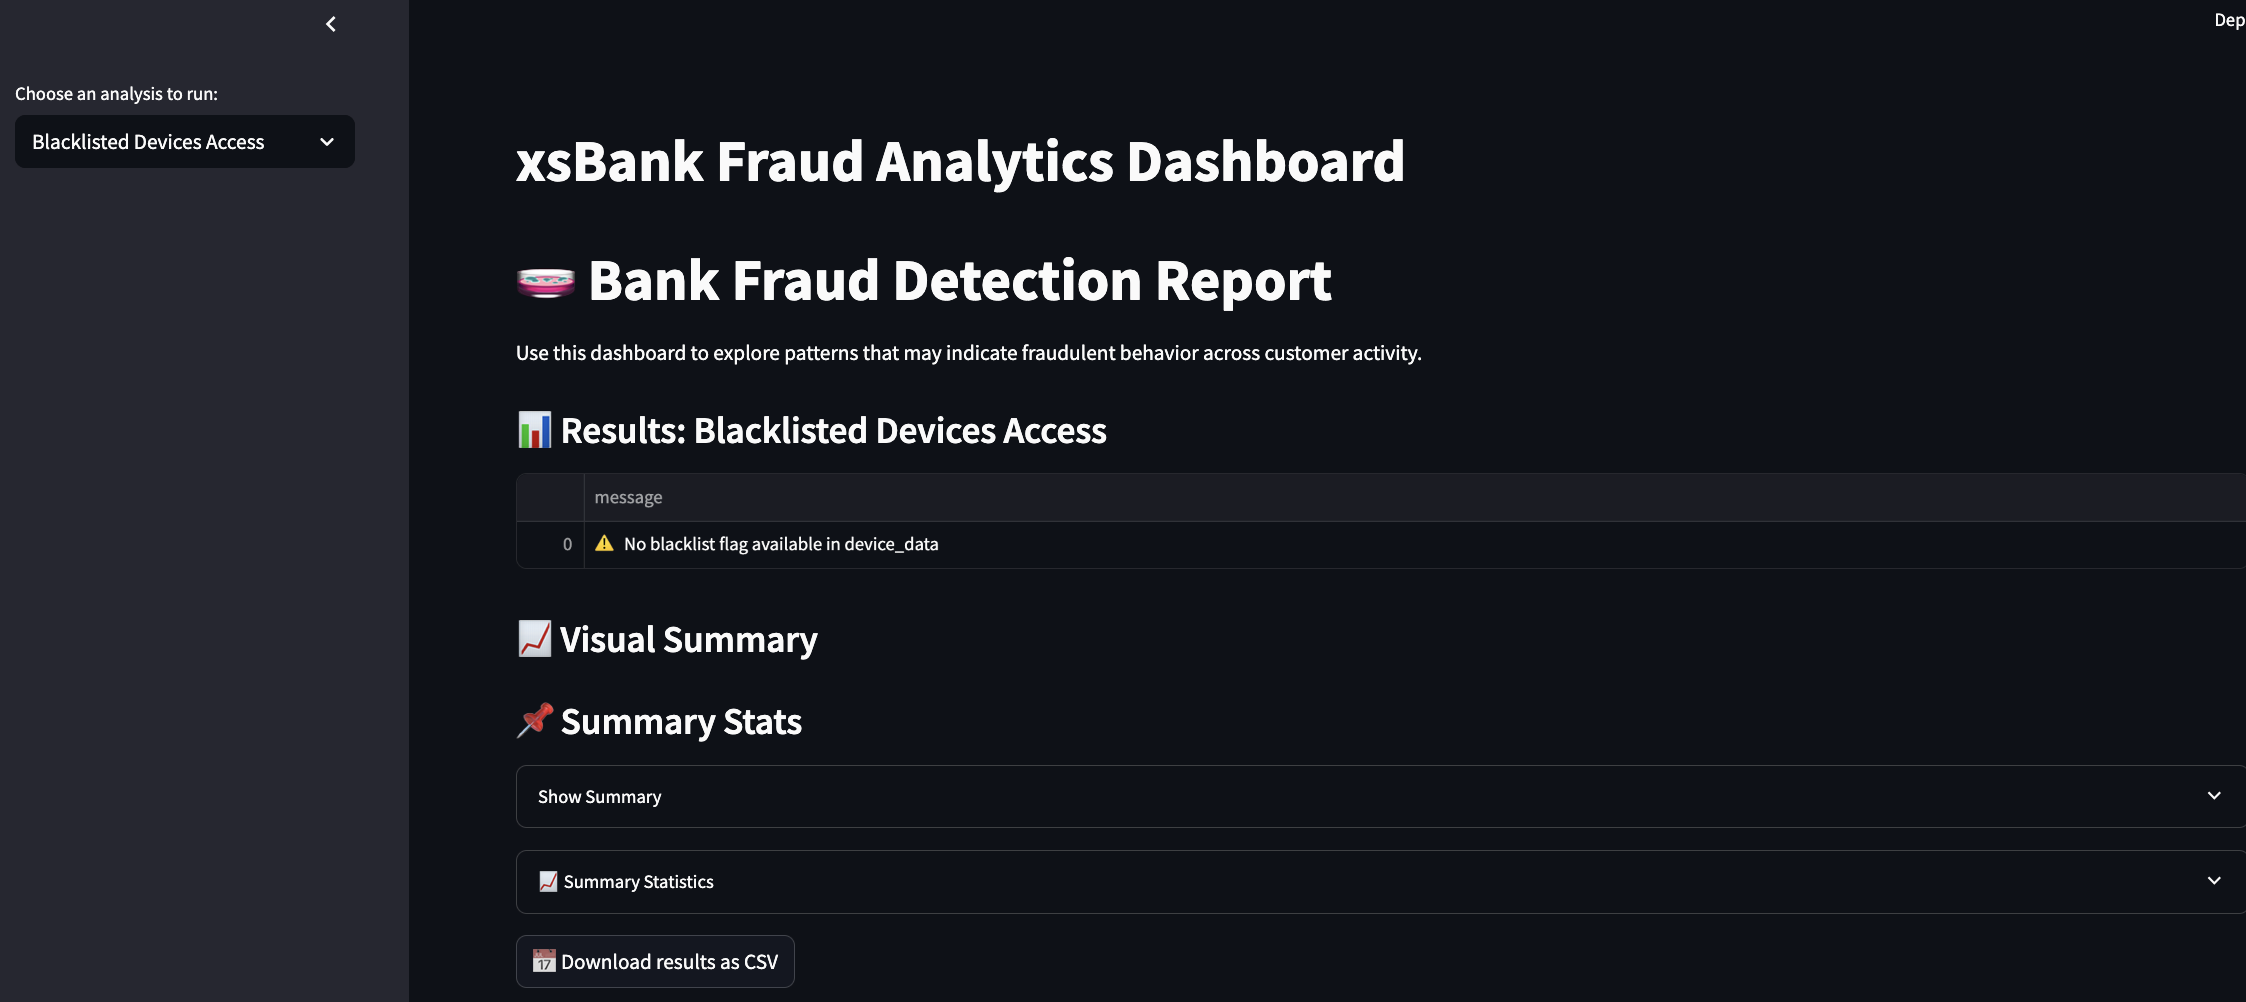 Dep
Choose an analysis to run:
Blacklisted Devices Access
xsBank Fraud Analytics Dashboard
🧫 Bank Fraud Detection Report
Use this dashboard to explore patterns that may indicate fraudulent behavior across customer activity.
📊 Results: Blacklisted Devices Access
message
0 ⚠️ No blacklist flag available in device_data
📈 Visual Summary
📌 Summary Stats
Show Summary
📈 Summary Statistics
📅 Download results as CSV